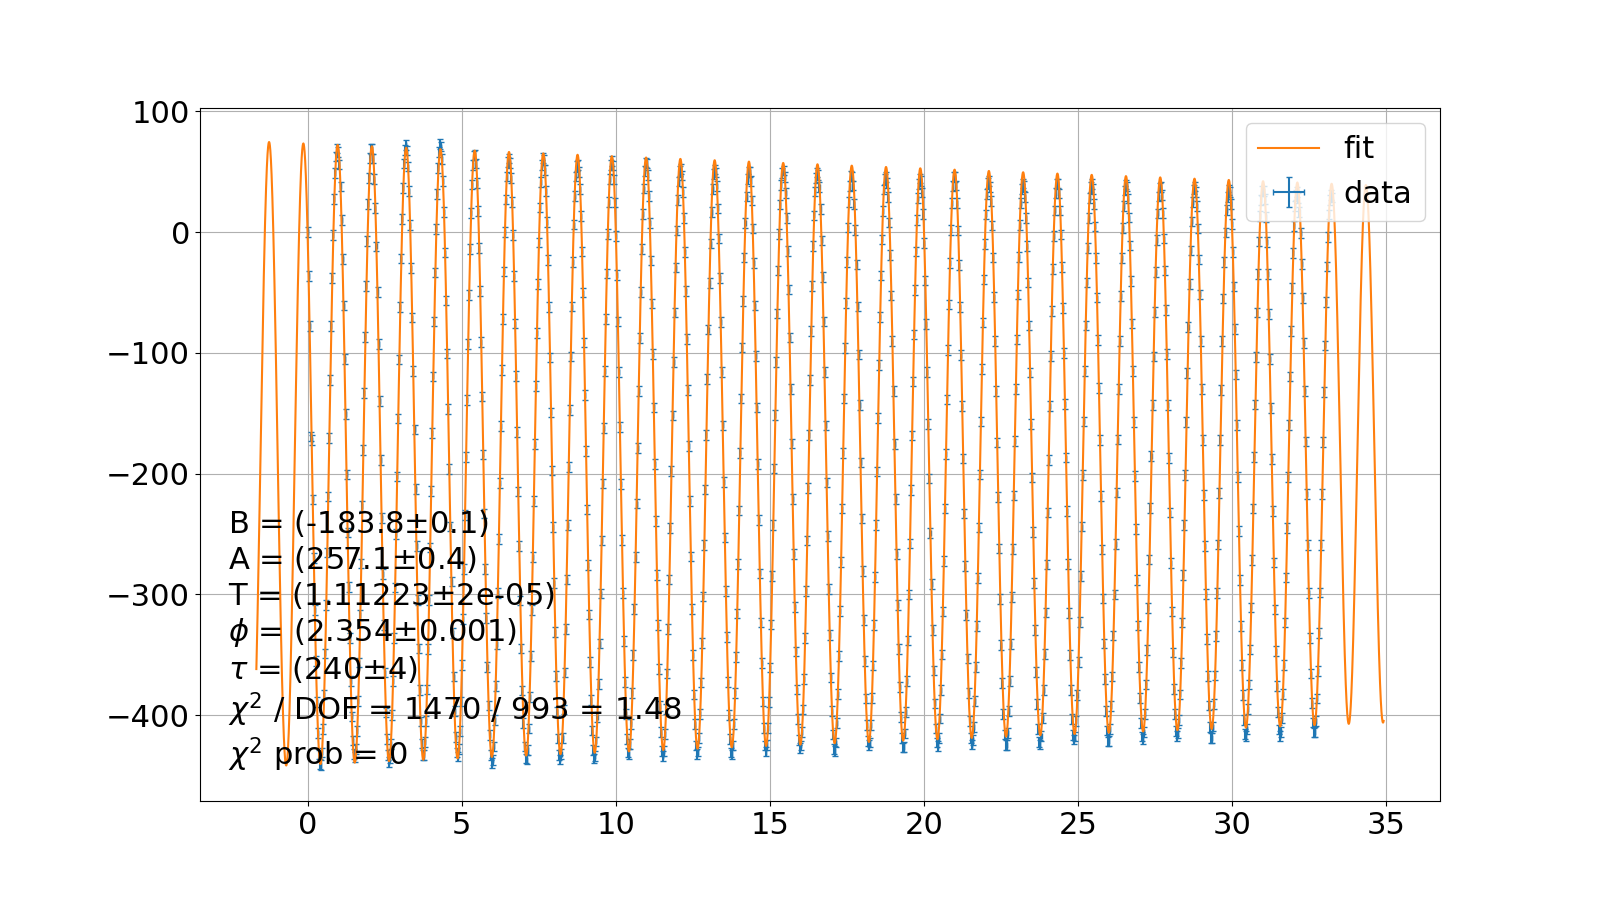 100
0
−100
−200
−300
−400
0 5 10 15 20 25 30 35
fit
data
B = (-183.8±0.1)
A = (257.1±0.4)
T = (1.11223±2e-05)
ϕ = (2.354±0.001)
τ = (240±4)
χ² / DOF = 1470 / 993 = 1.48
χ² prob = 0